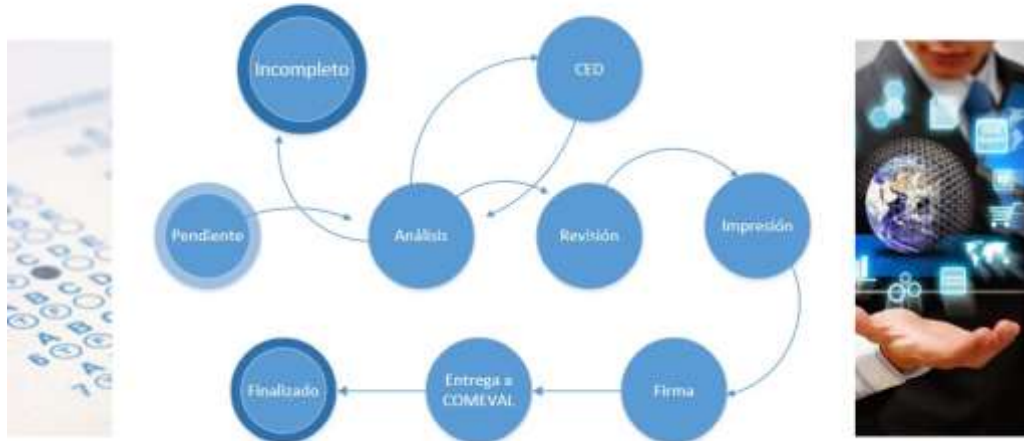 Incompleto
CED
Pendiente
Análisis
Revisión
Impresión
Finalizado
Entrega a
COMEVAL
Firma